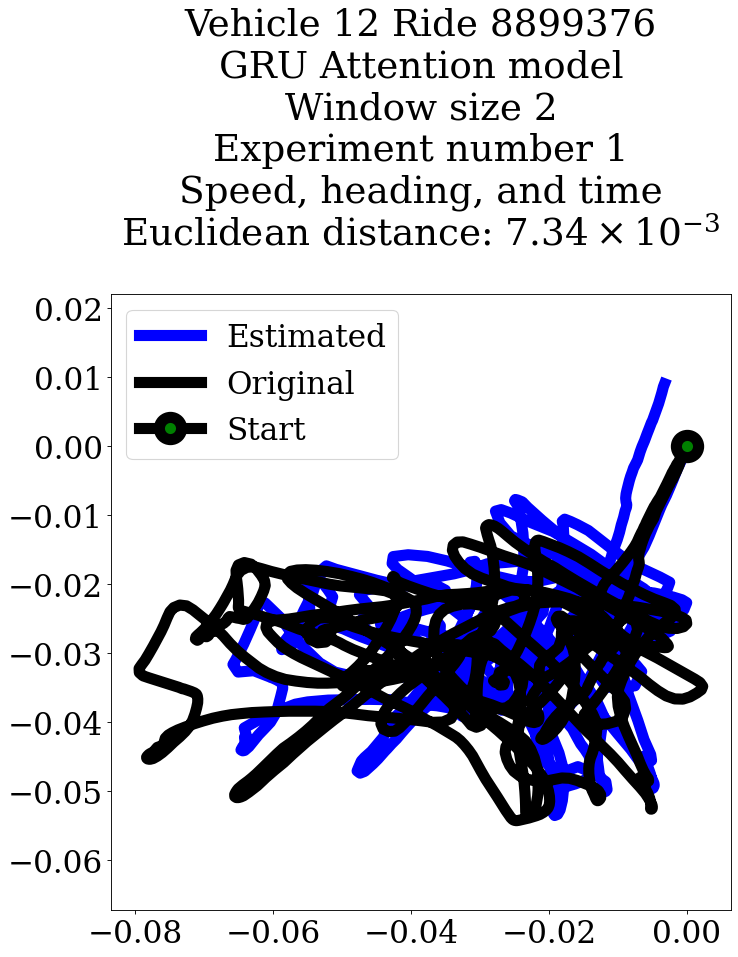 Vehicle 12 Ride 8899376
GRU Attention model
Window size 2
Experiment number 1
Speed, heading, and time
Euclidean distance: 7.34 × 10⁻³
0.02
Estimated
0.01
Original
0.00
Start
−0.01
−0.02
−0.03
−0.04
−0.05
−0.06
−0.08 −0.06 −0.04 −0.02 0.00